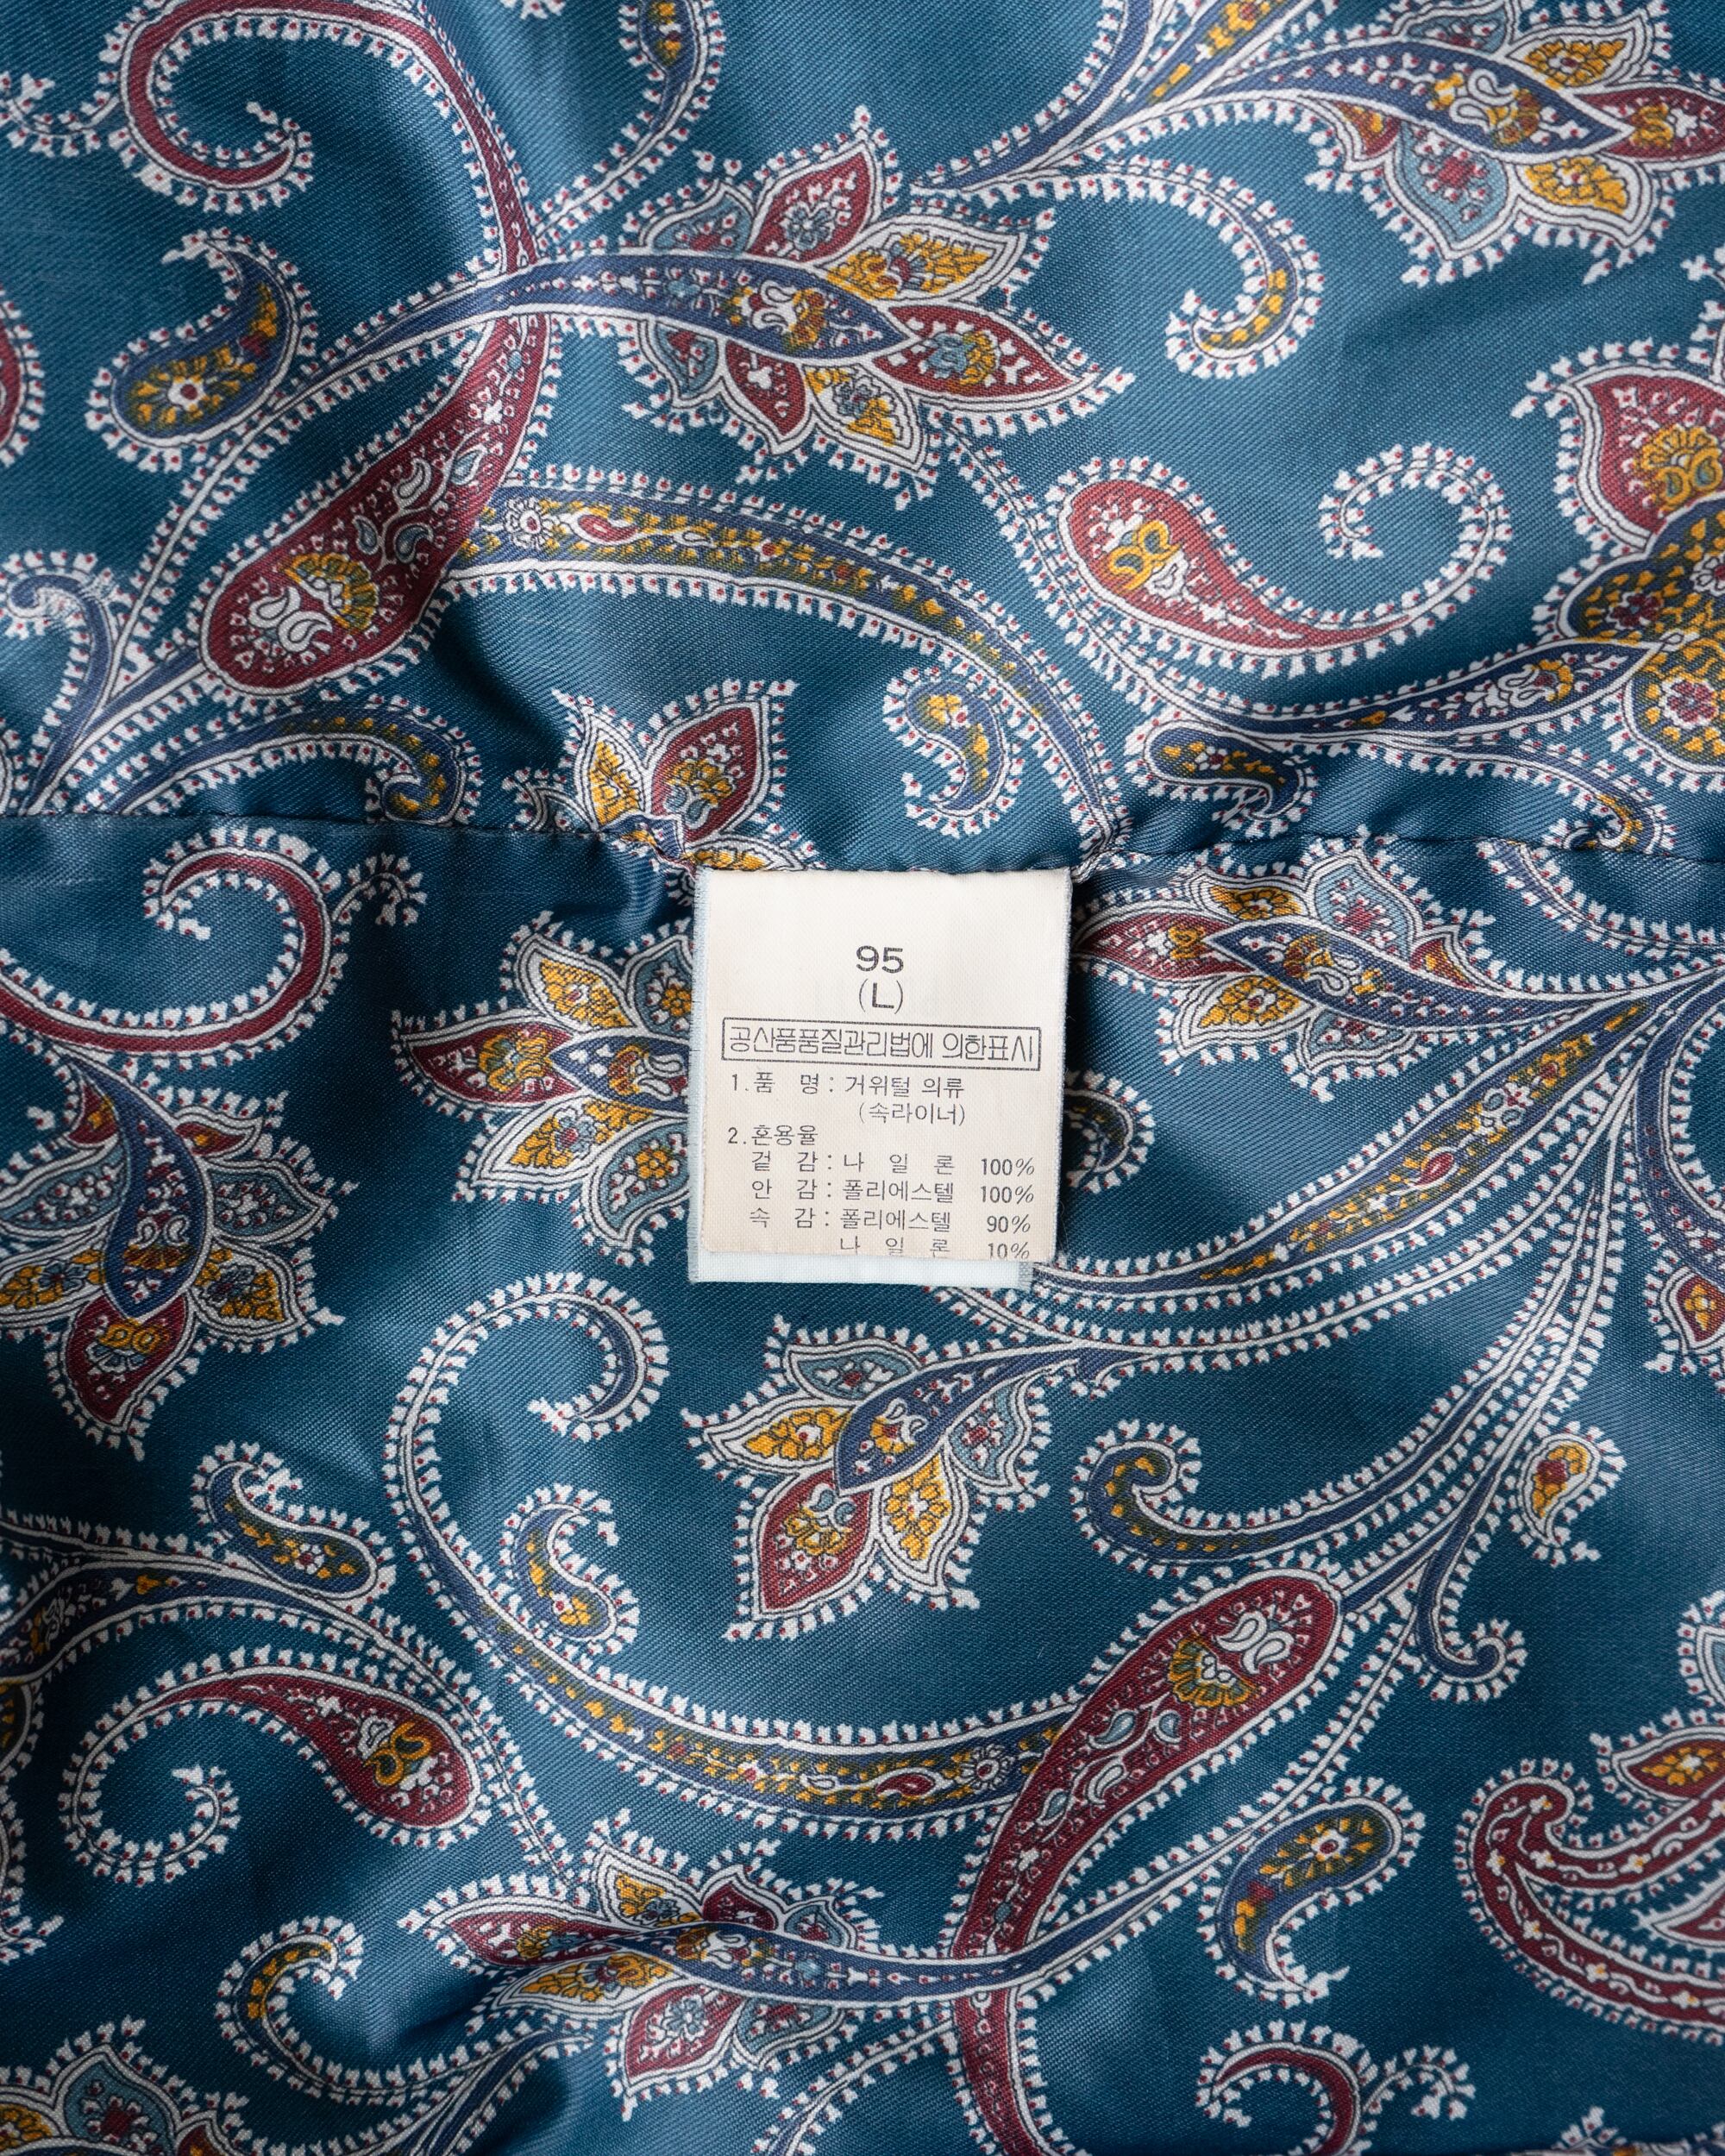 95
(L)
공산품품질관리법에 의한표시
1. 품 명 : 거위털 의류
(속라이너)
2. 혼용율
겉 감 : 나 일 론 100%
안 감 : 폴리에스텔 100%
속 감 : 폴리에스텔 90%
나 일 론 10%